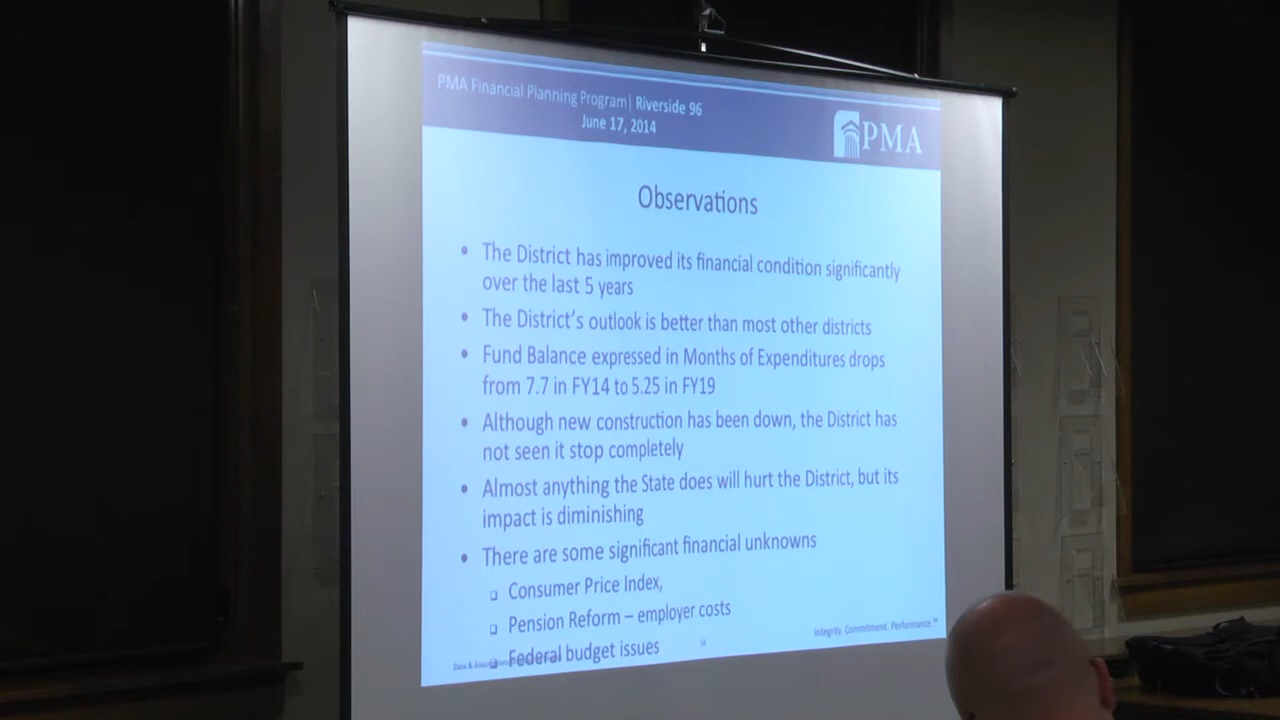 PMA Financial Planning Program| Riverside 96
June 17, 2014
PMA
Observations
• The District has improved its financial condition significantly
over the last 5 years
• The District's outlook is better than most other districts
• Fund Balance expressed in Months of Expenditures drops
from 7.7 in FY14 to 5.25 in FY19
• Although new construction has been down, the District has
not seen it stop completely
• Almost anything the State does will hurt the District, but its
impact is diminishing
• There are some significant financial unknowns
❑ Consumer Price Index,
❑ Pension Reform – employer costs
❑ Federal budget issues
Integrity. Commitment. Performance.™
Data &